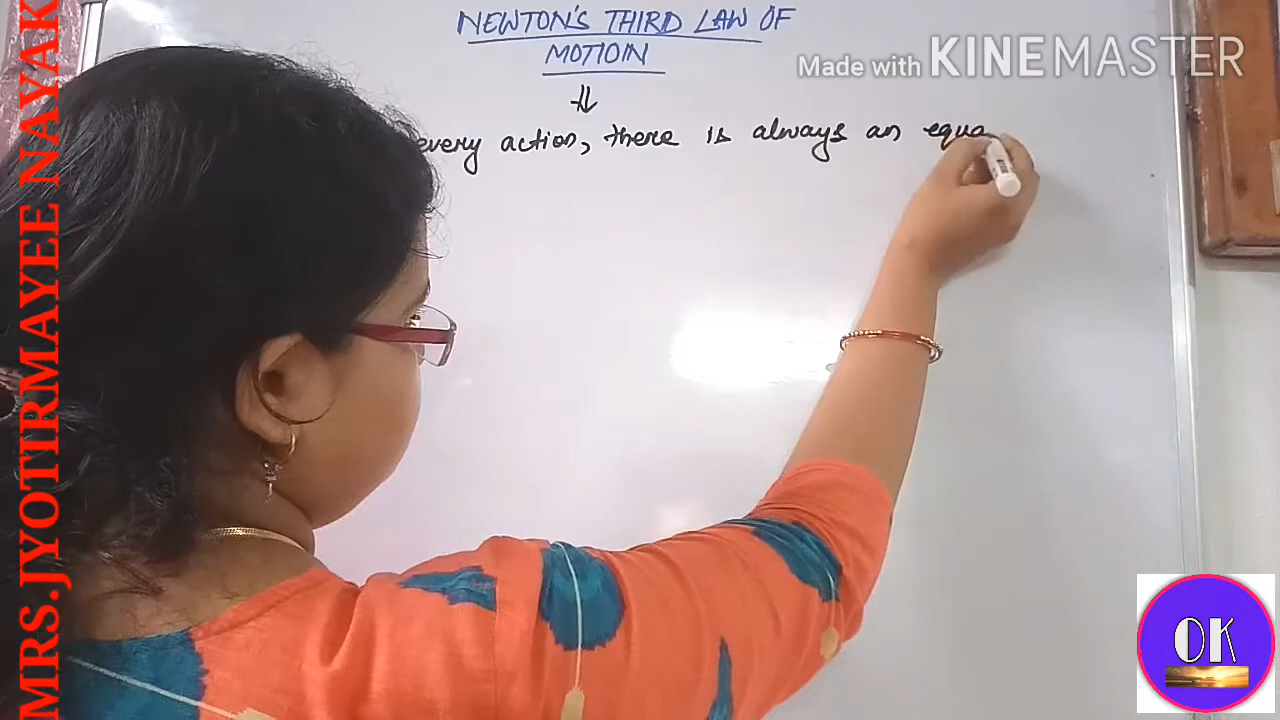 NEWTON'S THIRD LAW OF
MOTIOIN
Made with KINEMASTER
every action, there is always an equa
MRS.JYOTIRMAYEE NAYAK
OK